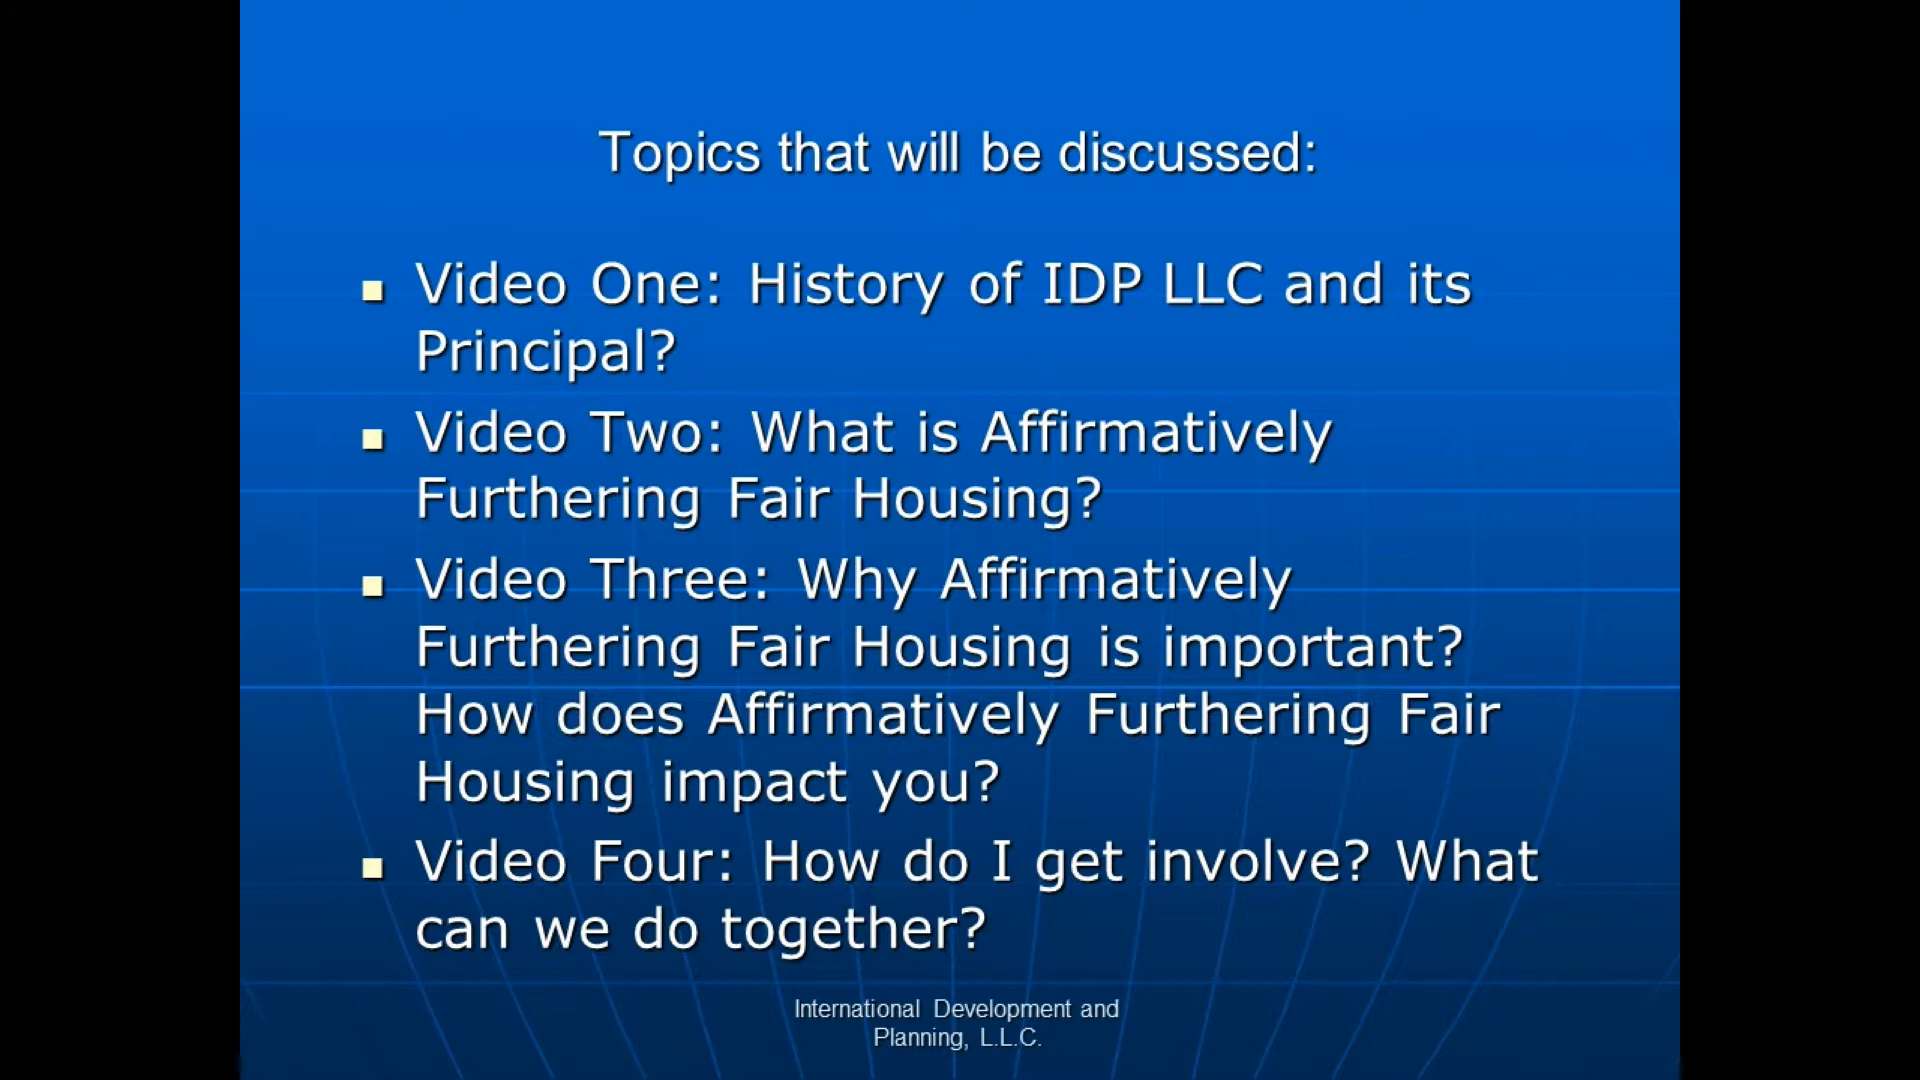 Topics that will be discussed:
Video One: History of IDP LLC and its
Principal?
Video Two: What is Affirmatively
Furthering Fair Housing?
Video Three: Why Affirmatively
Furthering Fair Housing is important?
How does Affirmatively Furthering Fair
Housing impact you?
Video Four: How do I get involve? What
can we do together?
International Development and
Planning, L.L.C.